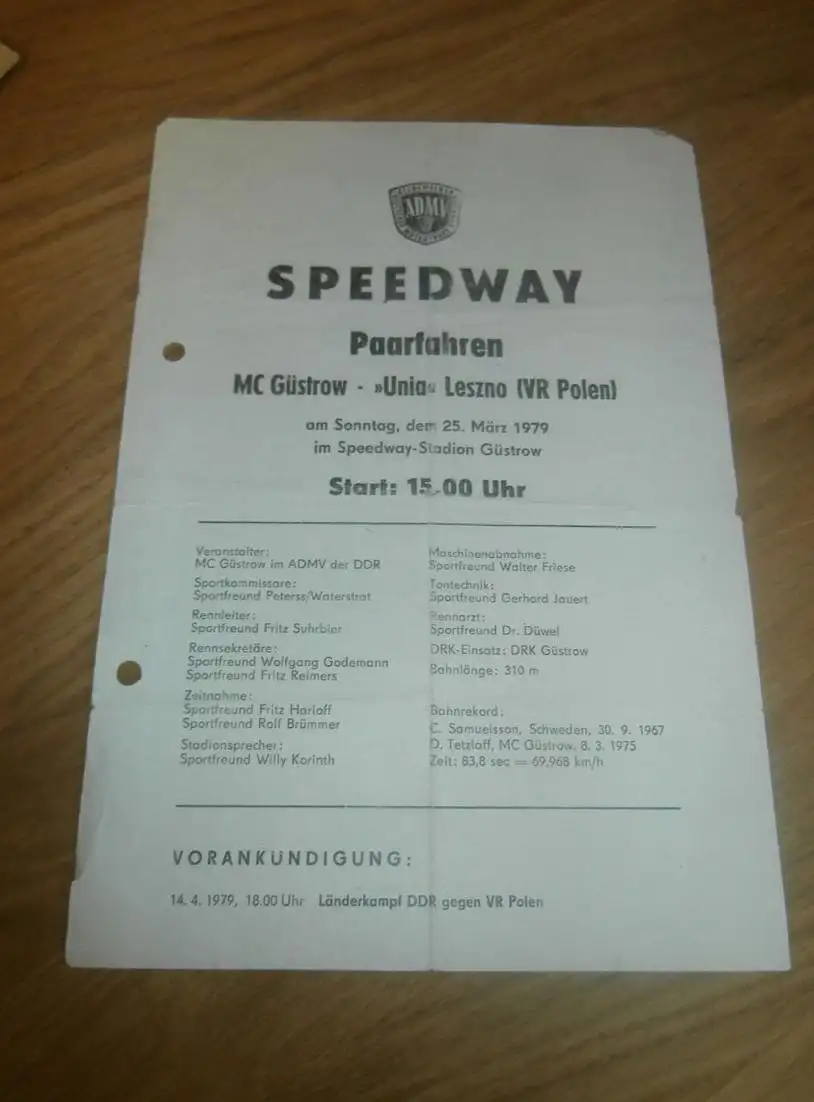 ADMV
SPEEDWAY
Paarfahren
MC Güstrow - »Unia« Leszno (VR Polen)
am Sonntag, dem 25. März 1979
im Speedway-Stadion Güstrow
Start: 15.00 Uhr
Veranstalter:
MC Güstrow im ADMV der DDR
Sportkommissare:
Sportfreund Peterss/Waterstrat
Rennleiter:
Sportfreund Fritz Suhrbier
Rennsekretäre:
Sportfreund Wolfgang Godemann
Sportfreund Fritz Reimers
Zeitnahme:
Sportfreund Fritz Harloff
Sportfreund Rolf Brümmer
Stadionsprecher:
Sportfreund Willy Korinth
Maschinenabnahme:
Sportfreund Walter Friese
Tontechnik:
Sportfreund Gerhard Jauert
Rennarzt:
Sportfreund Dr. Düwel
DRK-Einsatz: DRK Güstrow
Bahnlänge: 310 m
Bahnrekord:
C. Samuelsson, Schweden, 30. 9. 1967
D. Tetzlaff, MC Güstrow, 8. 3. 1975
Zeit: 83,8 sec = 69,968 km/h
VORANKÜNDIGUNG:
14. 4. 1979, 18.00 Uhr Länderkampf DDR gegen VR Polen